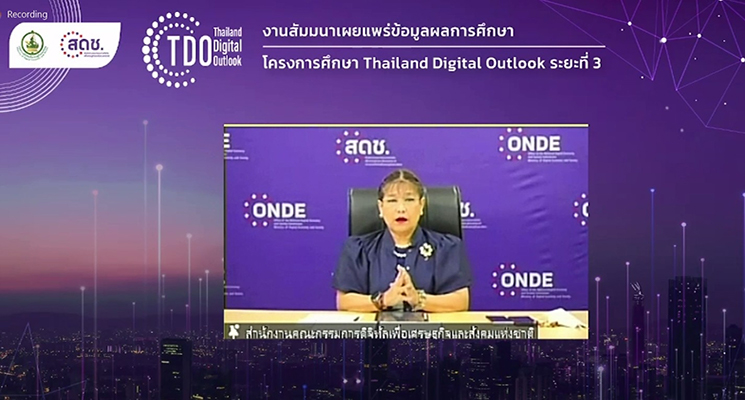 Recording
สดช.
TDO
Thailand
Digital
Outlook
งานสัมมนาเผยแพร่ข้อมูลผลการศึกษา
โครงการศึกษา Thailand Digital Outlook ระยะที่ 3
ONDE
สดช.
ONDE
ONDE
ONDE
สำนักงานคณะกรรมการดิจิทัลเพื่อเศรษฐกิจและสังคมแห่งชาติ